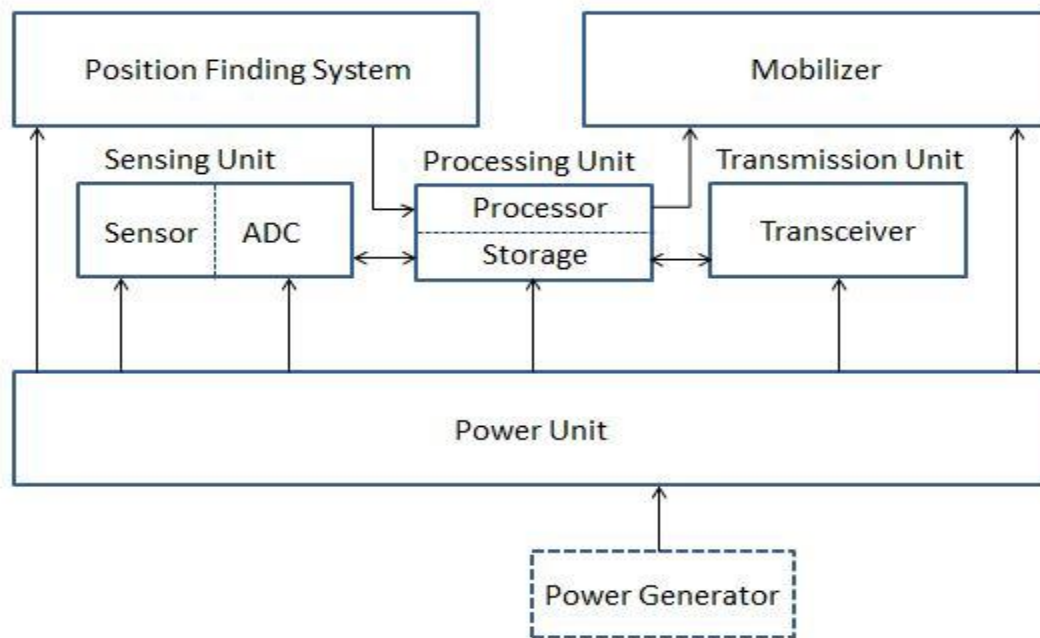 Position Finding System
Mobilizer
Sensing Unit
Processing Unit
Transmission Unit
Sensor
ADC
Processor
Storage
Transceiver
Power Unit
Power Generator